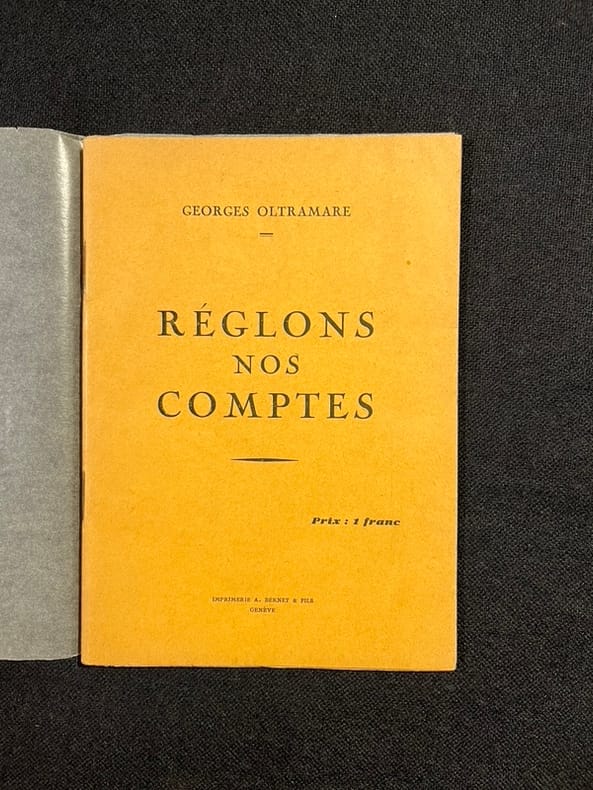 GEORGES OLTRAMARE
RÉGLONS
NOS
COMPTES
Prix : 1 franc
IMPRIMERIE A. BERNET & FILS
GENÈVE